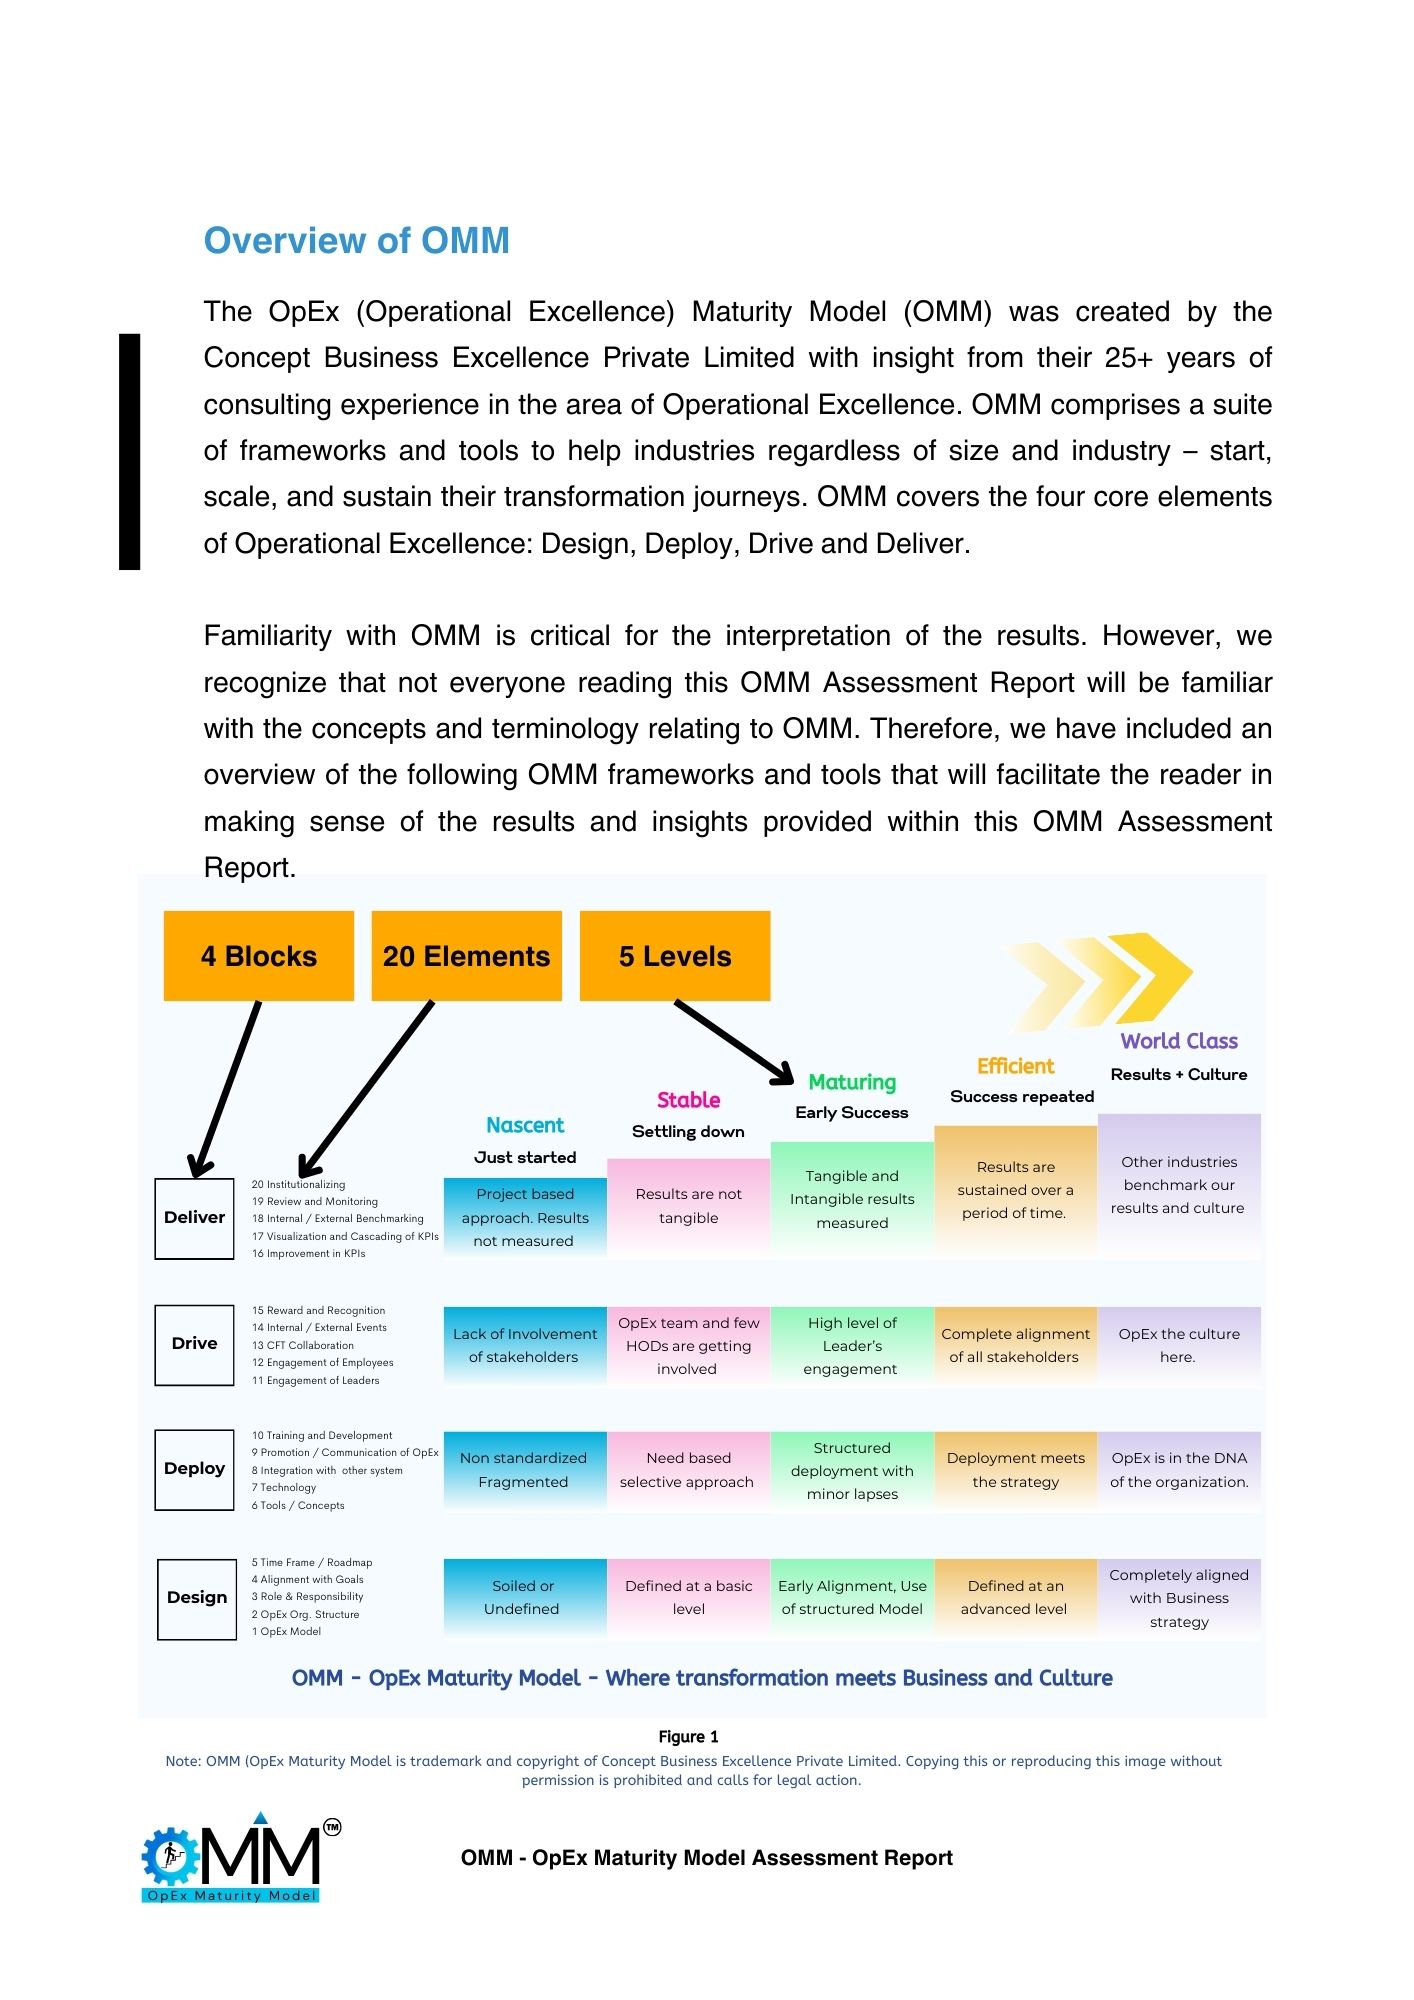 Overview of OMM
The OpEx (Operational Excellence) Maturity Model (OMM) was created by the
Concept Business Excellence Private Limited with insight from their 25+ years of
consulting experience in the area of Operational Excellence. OMM comprises a suite
of frameworks and tools to help industries regardless of size and industry – start,
scale, and sustain their transformation journeys. OMM covers the four core elements
of Operational Excellence: Design, Deploy, Drive and Deliver.
Familiarity with OMM is critical for the interpretation of the results. However, we
recognize that not everyone reading this OMM Assessment Report will be familiar
with the concepts and terminology relating to OMM. Therefore, we have included an
overview of the following OMM frameworks and tools that will facilitate the reader in
making sense of the results and insights provided within this OMM Assessment
Report.
4 Blocks
20 Elements
5 Levels
Nascent
Just started
Stable
Settling down
Maturing
Early Success
Efficient
Success repeated
World Class
Results + Culture
Deliver
20 Institutionalizing
19 Review and Monitoring
18 Internal / External Benchmarking
17 Visualization and Cascading of KPIs
16 Improvement in KPIs
Project based
approach. Results
not measured
Results are not
tangible
Tangible and
Intangible results
measured
Results are
sustained over a
period of time.
Other industries
benchmark our
results and culture
Drive
15 Reward and Recognition
14 Internal / External Events
13 CFT Collaboration
12 Engagement of Employees
11 Engagement of Leaders
Lack of Involvement
of stakeholders
OpEx team and few
HODs are getting
involved
High level of
Leader’s
engagement
Complete alignment
of all stakeholders
OpEx the culture
here.
Deploy
10 Training and Development
9 Promotion / Communication of OpEx
8 Integration with other system
7 Technology
6 Tools / Concepts
Non standardized
Fragmented
Need based
selective approach
Structured
deployment with
minor lapses
Deployment meets
the strategy
OpEx is in the DNA
of the organization.
Design
5 Time Frame / Roadmap
4 Alignment with Goals
3 Role & Responsibility
2 OpEx Org. Structure
1 OpEx Model
Soiled or
Undefined
Defined at a basic
level
Early Alignment, Use
of structured Model
Defined at an
advanced level
Completely aligned
with Business
strategy
OMM - OpEx Maturity Model - Where transformation meets Business and Culture
Figure 1
Note: OMM (OpEx Maturity Model is trademark and copyright of Concept Business Excellence Private Limited. Copying this or reproducing this image without
permission is prohibited and calls for legal action.
OMM TM
OpEx Maturity Model
OMM - OpEx Maturity Model Assessment Report